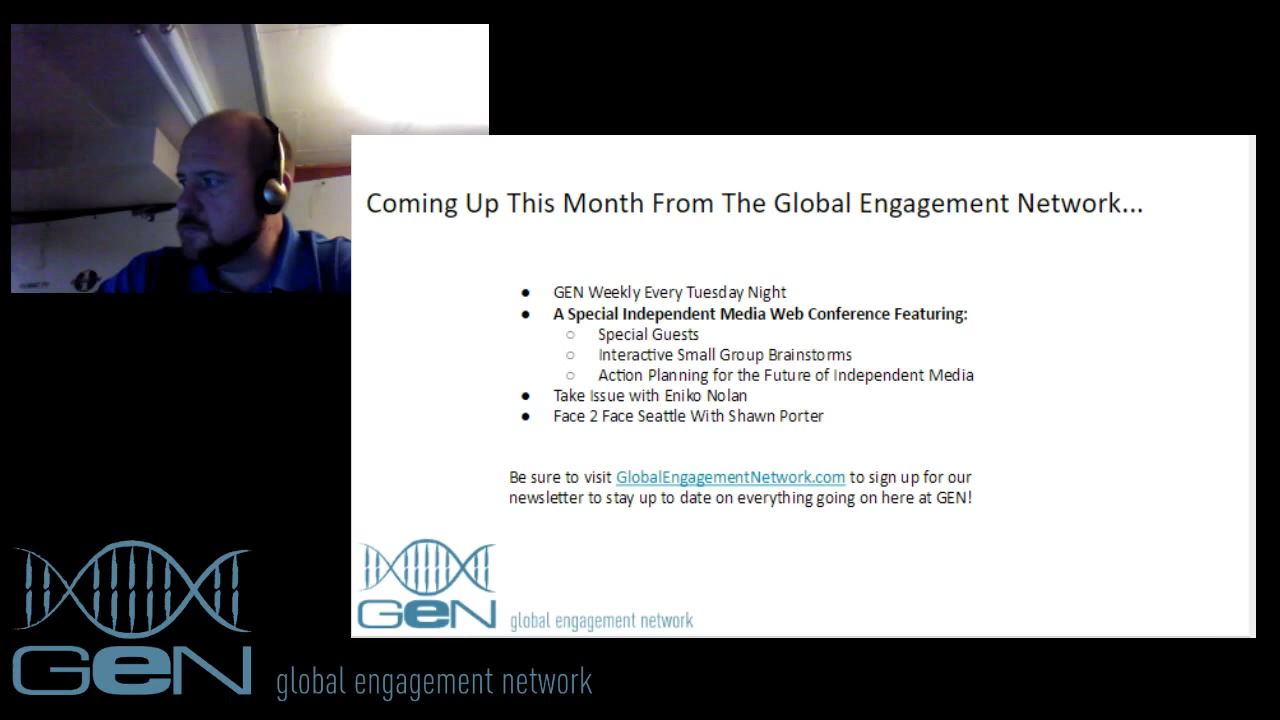 Coming Up This Month From The Global Engagement Network...
● GEN Weekly Every Tuesday Night
● A Special Independent Media Web Conference Featuring:
○ Special Guests
○ Interactive Small Group Brainstorms
○ Action Planning for the Future of Independent Media
● Take Issue with Eniko Nolan
● Face 2 Face Seattle With Shawn Porter
Be sure to visit GlobalEngagementNetwork.com to sign up for our
newsletter to stay up to date on everything going on here at GEN!
GeN global engagement network
GeN global engagement network